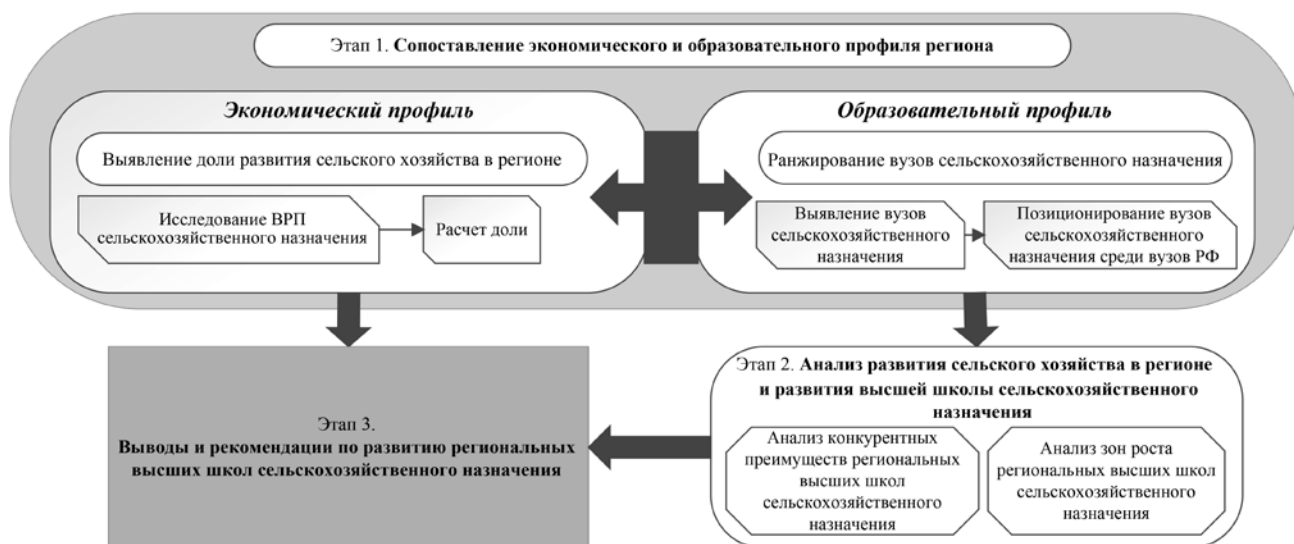 Этап 1. Сопоставление экономического и образовательного профиля региона
Экономический профиль
Выявление доли развития сельского хозяйства в регионе
Исследование ВРП
сельскохозяйственного назначения
Расчет доли
Образовательный профиль
Ранжирование вузов сельскохозяйственного назначения
Выявление вузов
сельскохозяйственного
назначения
Позиционирование вузов
сельскохозяйственного
назначения среди вузов РФ
Этап 2. Анализ развития сельского хозяйства в регионе
и развития высшей школы сельскохозяйственного
назначения
Анализ конкурентных
преимуществ региональных
высших школ
сельскохозяйственного
назначения
Анализ зон роста
региональных высших школ
сельскохозяйственного
назначения
Этап 3.
Выводы и рекомендации по развитию региональных
высших школ сельскохозяйственного назначения